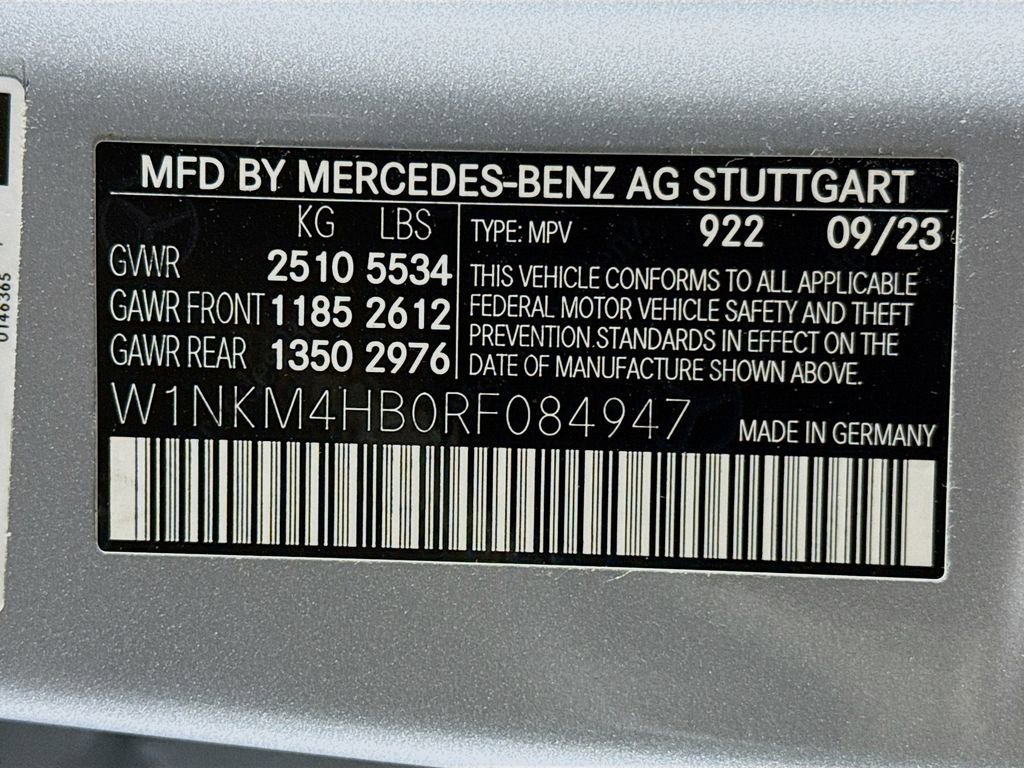 MFD BY MERCEDES-BENZ AG STUTTGART
KG LBS
GVWR 2510 5534
GAWR FRONT 1185 2612
GAWR REAR 1350 2976
TYPE: MPV 922 09/23
THIS VEHICLE CONFORMS TO ALL APPLICABLE
FEDERAL MOTOR VEHICLE SAFETY AND THEFT
PREVENTION.STANDARDS IN EFFECT ON THE
DATE OF MANUFACTURE SHOWN ABOVE.
W1NKM4HB0RF084947
MADE IN GERMANY
0146365